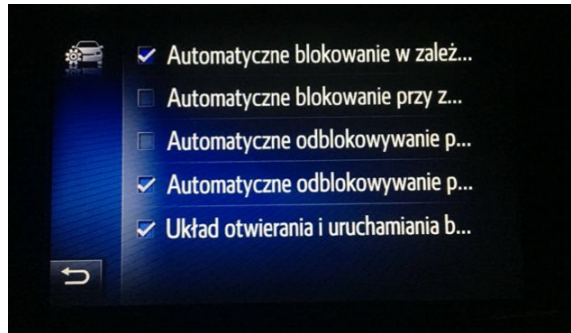 Automatyczne blokowanie w zależ...
Automatyczne blokowanie przy z...
Automatyczne odblokowywanie p...
Automatyczne odblokowywanie p...
Układ otwierania i uruchamiania b...